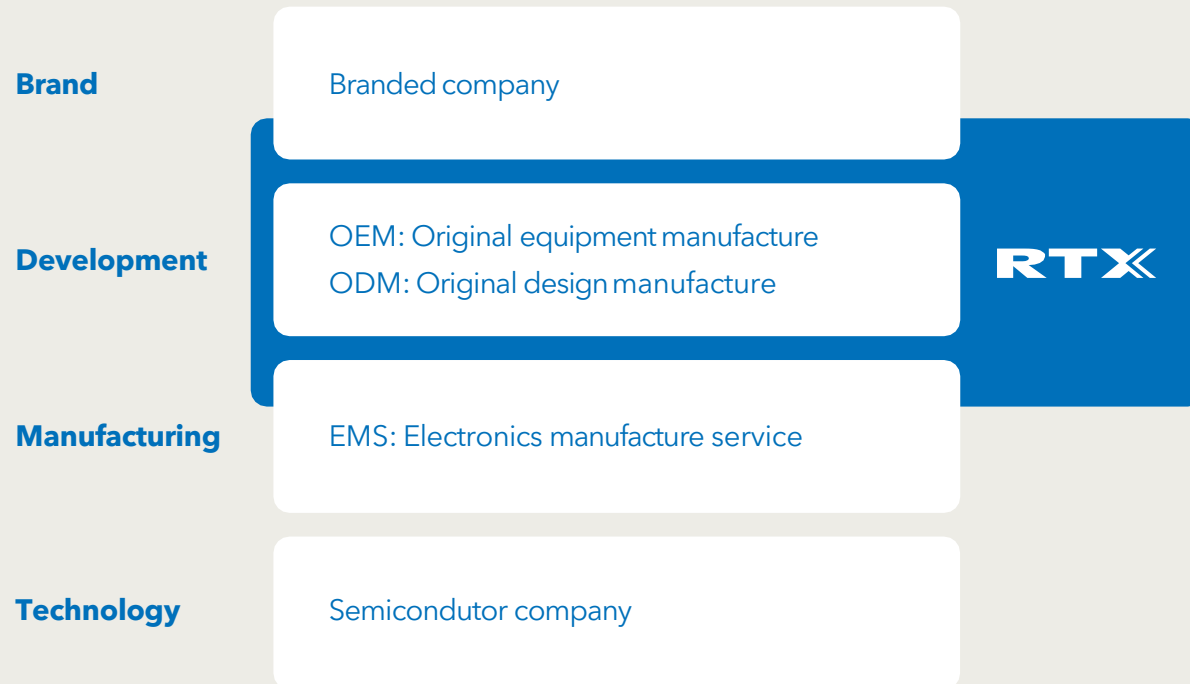 Brand
Branded company
Development
OEM: Original equipment manufacture
ODM: Original design manufacture
RTX
Manufacturing
EMS: Electronics manufacture service
Technology
Semicondutor company